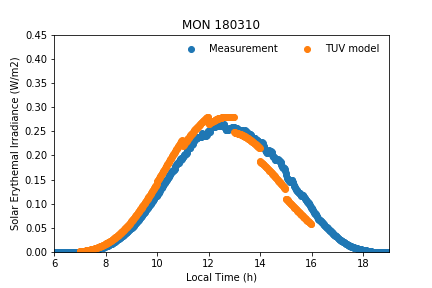 MON 180310
Measurement
TUV model
0.45
0.40
0.35
0.30
0.25
0.20
0.15
0.10
0.05
0.00
Solar Erythemal Irradiance (W/m2)
6 8 10 12 14 16 18
Local Time (h)